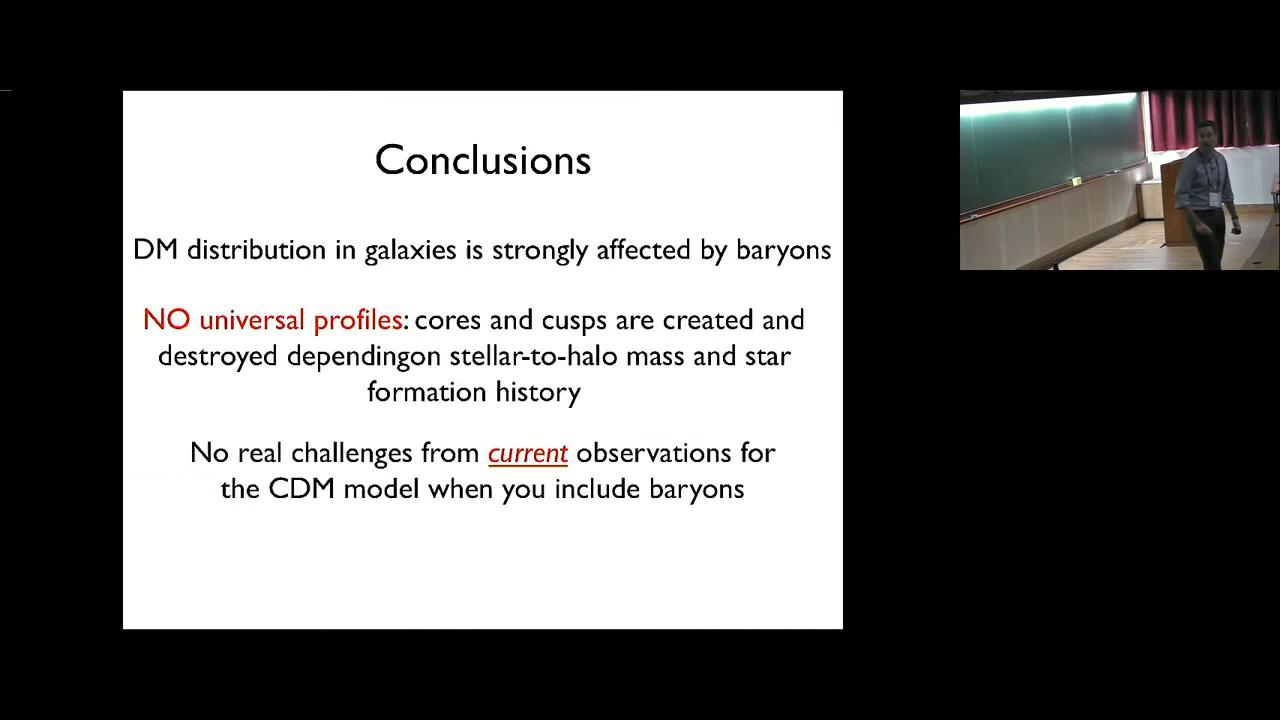 Conclusions
DM distribution in galaxies is strongly affected by baryons
NO universal profiles: cores and cusps are created and
destroyed dependingon stellar-to-halo mass and star
formation history
No real challenges from current observations for
the CDM model when you include baryons